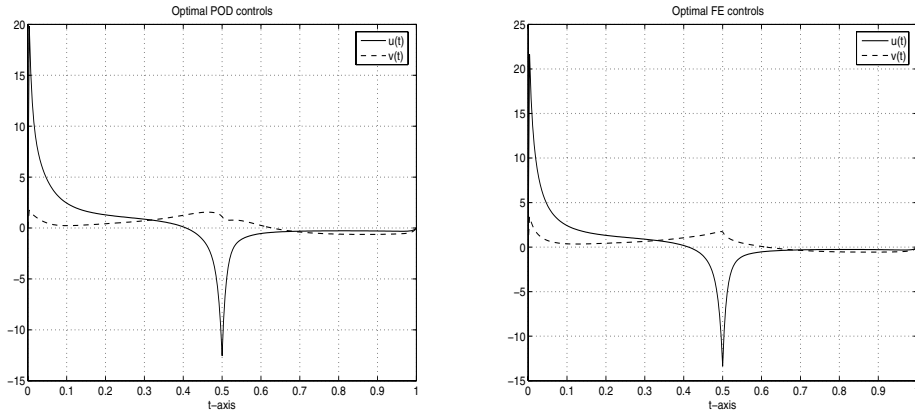 Optimal POD controls
20
15
10
5
0
−5
−10
−15
0 0.1 0.2 0.3 0.4 0.5 0.6 0.7 0.8 0.9 1
t−axis
u(t)
v(t)
Optimal FE controls
25
20
15
10
5
0
−5
−10
−15
0 0.1 0.2 0.3 0.4 0.5 0.6 0.7 0.8 0.9
t−axis
u(t)
v(t)